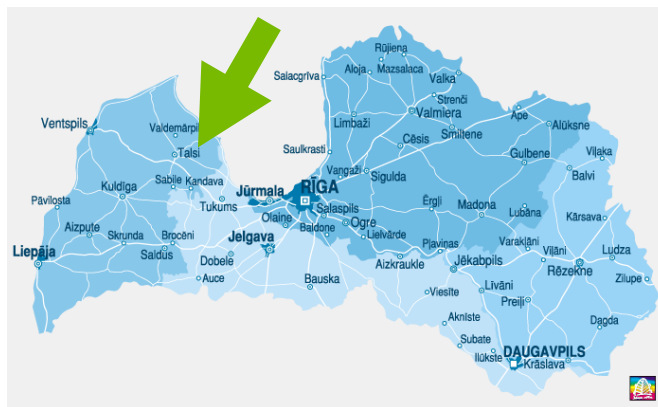 Rūjiena
Aloja
Mazsalaca
Salacgrīva
Valka
Strenči
Ventspils
Valmiera
Ape
Limbaži
Valdemārpil
Smiltene
Alūksne
Cēsis
Talsi
Saulkrasti
Gulbene
Viļaka
Vangaži
Sigulda
Balvi
Sabile
Kandava
Kuldīga
Jūrmala
RĪGA
Pāvilosta
Tukums
Ērgļi
Madona
Lubāna
Salaspils
Kārsava
Olaine
Ogre
Aizpute
Baldone
Lielvārde
Skrunda
Brocēni
Jelgava
Pļaviņas
Varakļāni
Viļāni
Ludza
Liepāja
Saldus
Dobele
Aizkraukle
Jēkabpils
Rēzekne
Auce
Bauska
Zilupe
Viesīte
Līvāni
Preiļi
Aknīste
Dagda
Subate
Ilūkste
DAUGAVPILS
Krāslava